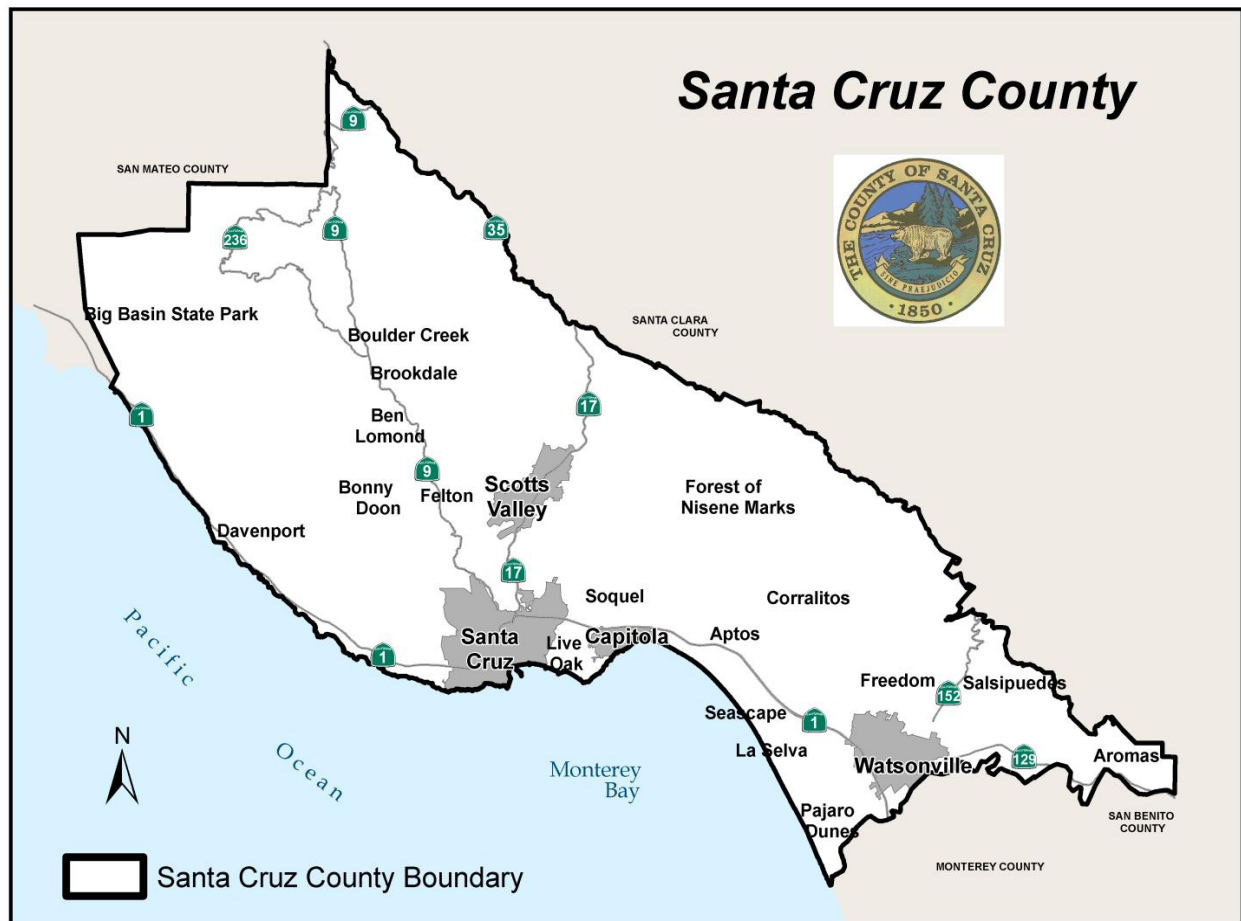 Santa Cruz County
THE COUNTY OF SANTA CRUZ
SINE PRAEJUDICIO
· 1850 ·
SAN MATEO COUNTY
9
236
9
35
Big Basin State Park
SANTA CLARA
COUNTY
Boulder Creek
Brookdale
17
1
Ben
Lomond
9
Felton
Scotts
Valley
Bonny
Doon
Forest of
Nisene Marks
Davenport
17
Soquel
Corralitos
Santa
Cruz
Live
Oak
Capitola
Aptos
1
Freedom
Salsipuedes
152
Seascape
1
La Selva
Watsonville
129
Aromas
Pajaro
Dunes
SAN BENITO
COUNTY
MONTEREY COUNTY
Pacific
Ocean
Monterey
Bay
N
Santa Cruz County Boundary